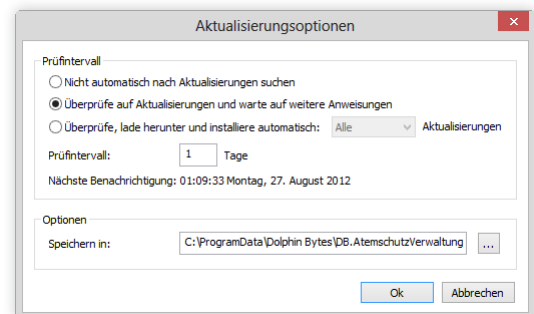 Aktualisierungsoptionen
Prüfintervall
Nicht automatisch nach Aktualisierungen suchen
Überprüfe auf Aktualisierungen und warte auf weitere Anweisungen
Überprüfe, lade herunter und installiere automatisch: Alle Aktualisierungen
Prüfintervall: 1 Tage
Nächste Benachrichtigung: 01:09:33 Montag, 27. August 2012
Optionen
Speichern in: C:\ProgramData\Dolphin Bytes\DB.AtemschutzVerwaltung ...
Ok Abbrechen